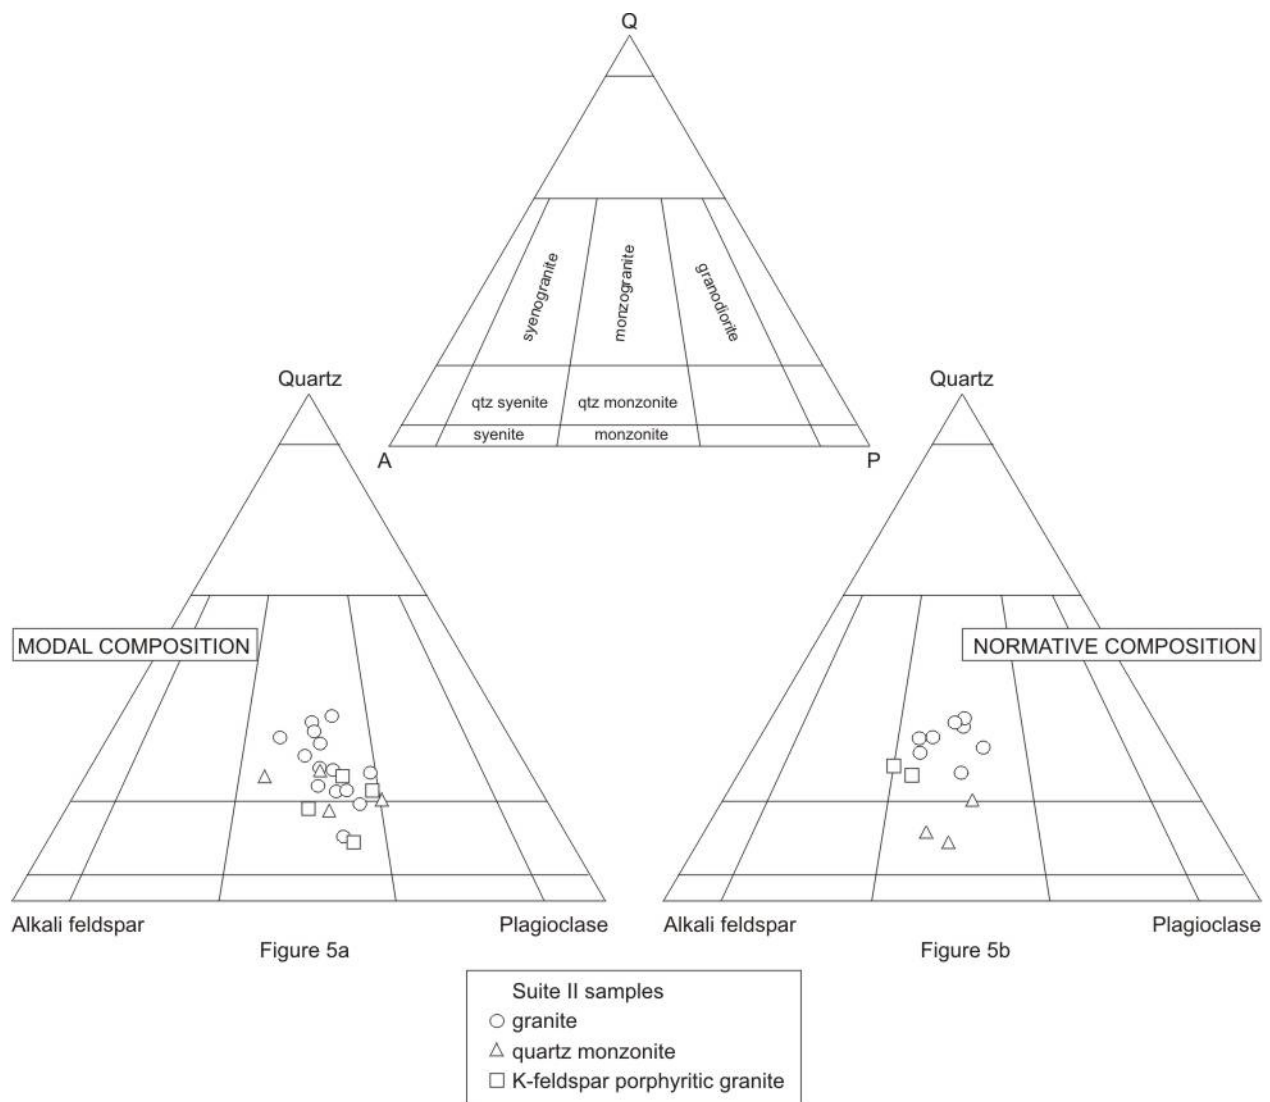 Q
syenogranite
monzogranite
granodiorite
qtz syenite
qtz monzonite
syenite
monzonite
A
P
Quartz
MODAL COMPOSITION
Alkali feldspar
Plagioclase
Figure 5a
Quartz
NORMATIVE COMPOSITION
Alkali feldspar
Plagioclase
Figure 5b
Suite II samples
granite
quartz monzonite
K-feldspar porphyritic granite